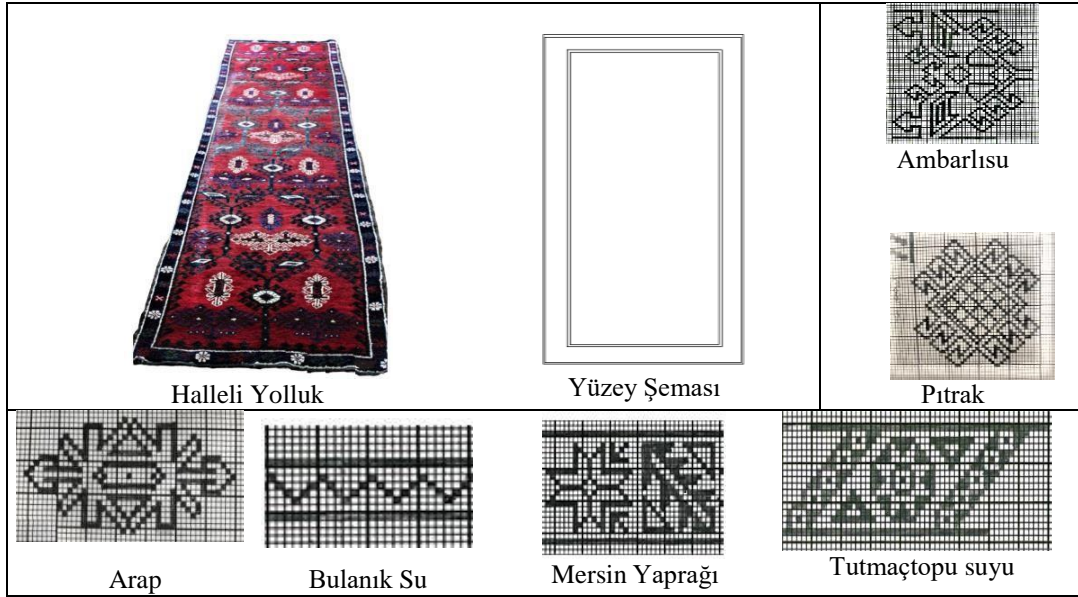 Halleli Yolluk
Yüzey Şeması
Ambarlısu
Pıtrak
Arap
Bulanık Su
Mersin Yaprağı
Tutmaçtopu suyu